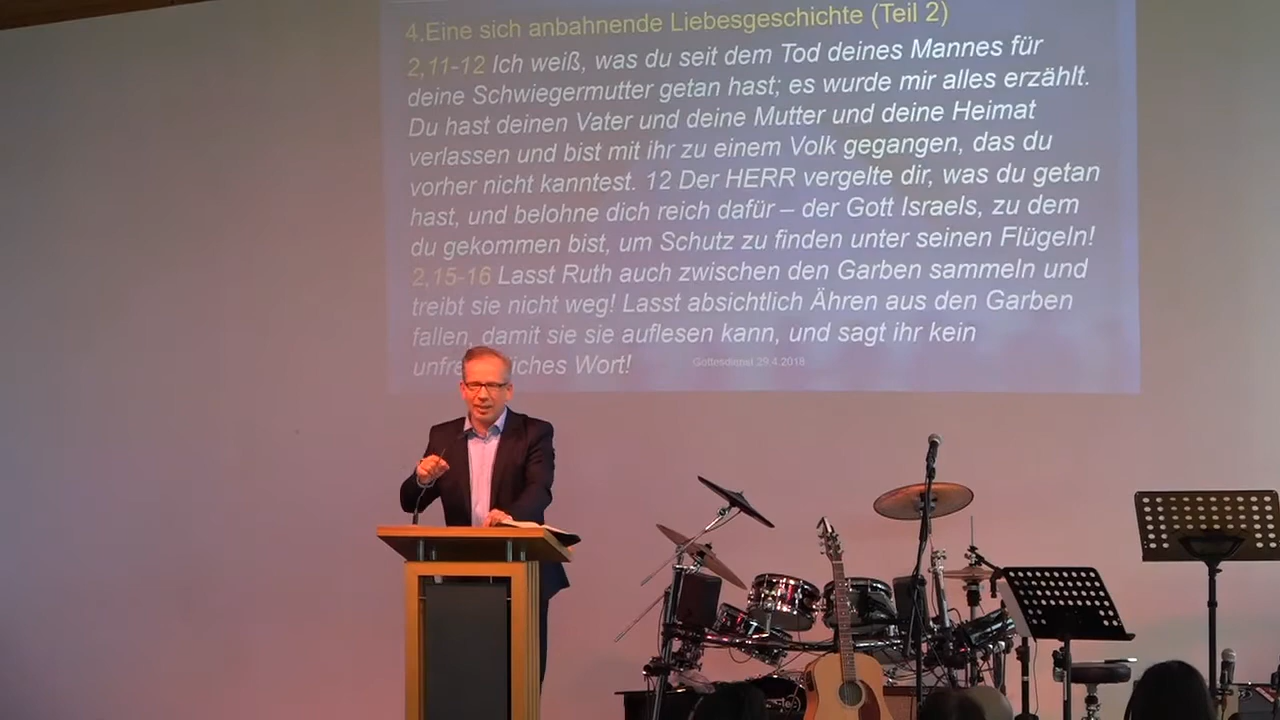 4.Eine sich anbahnende Liebesgeschichte (Teil 2)
2,11-12 Ich weiß, was du seit dem Tod deines Mannes für
deine Schwiegermutter getan hast; es wurde mir alles erzählt.
Du hast deinen Vater und deine Mutter und deine Heimat
verlassen und bist mit ihr zu einem Volk gegangen, das du
vorher nicht kanntest. 12 Der HERR vergelte dir, was du getan
hast, und belohne dich reich dafür – der Gott Israels, zu dem
du gekommen bist, um Schutz zu finden unter seinen Flügeln!
2,15-16 Lasst Ruth auch zwischen den Garben sammeln und
treibt sie nicht weg! Lasst absichtlich Ähren aus den Garben
fallen, damit sie sie auflesen kann, und sagt ihr kein
Wort!
Gottesdienst 29.4.2018